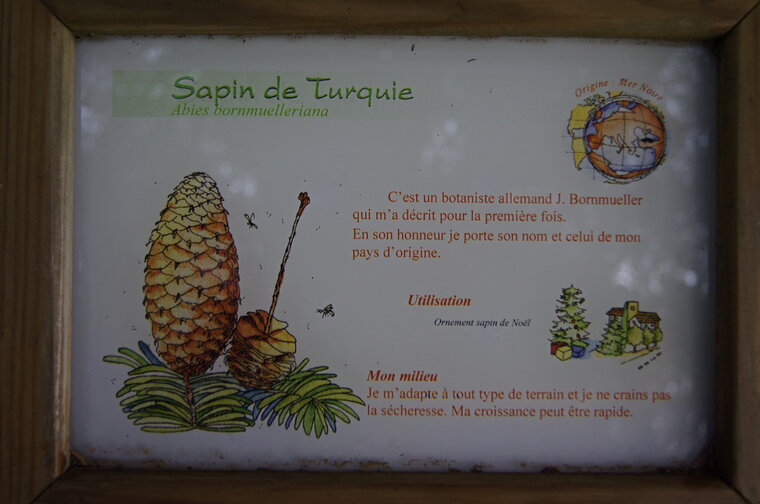 Sapin de Turquie
Abies bornmuelleriana
Origine : Mer Noire
C'est un botaniste allemand J. Bornmueller
qui m'a décrit pour la première fois.
En son honneur je porte son nom et celui de mon
pays d'origine.
Utilisation
Ornement sapin de Noël
Mon milieu
Je m'adapte à tout type de terrain et je ne crains pas
la sécheresse. Ma croissance peut être rapide.